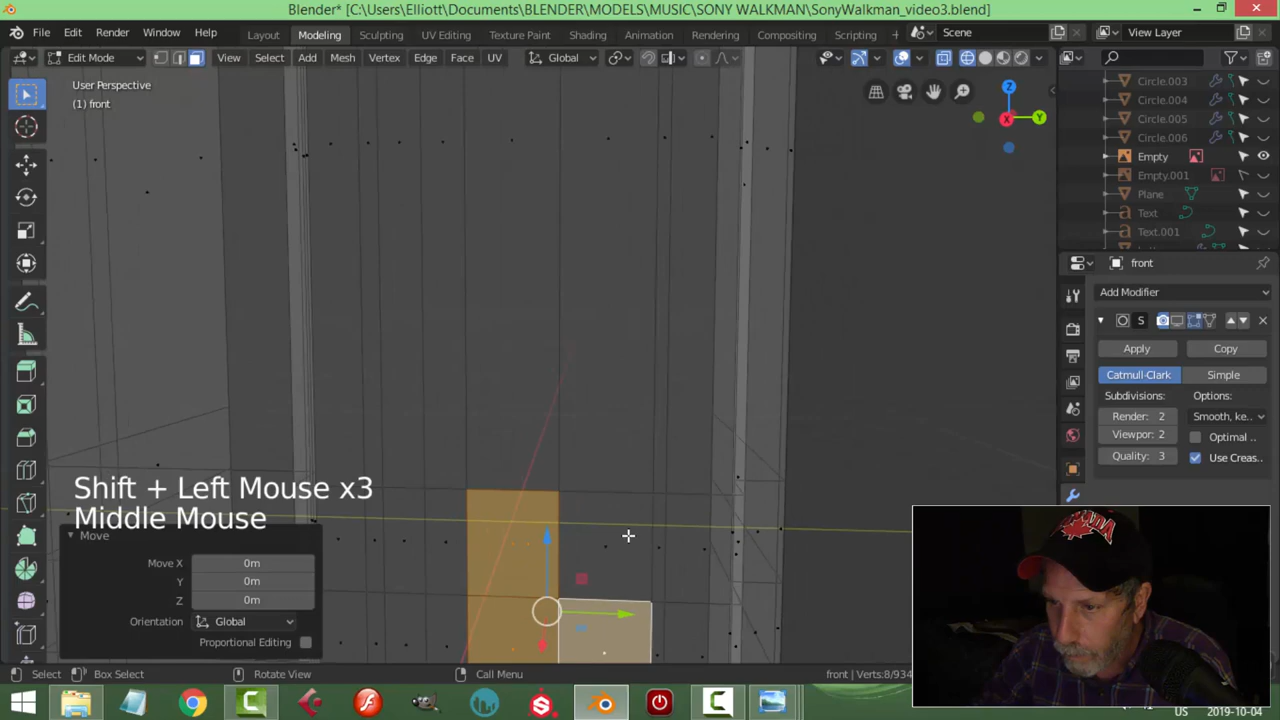 Blender* [C:\Users\Elliott\Documents\BLENDER\MODELS\MUSIC\SONY WALKMAN\SonyWalkman_video3.blend]
File Edit Render Window Help Layout Modeling Sculpting UV Editing Texture Paint Shading Animation Rendering Compositing Scripting + Scene View Layer
Edit Mode View Select Add Mesh Vertex Edge Face UV Global
User Perspective
(1) front
Z
Y
X
Circle.003
Circle.004
Circle.005
Circle.006
Empty
Empty.001
Plane
Text
Text.001
front
Add Modifier
S
Apply Copy
Catmull-Clark Simple
Subdivisions: Options:
Render: 2 Smooth, ke..
Viewpor: 2 Optimal ..
Quality: 3 Use Creas..
Shift + Left Mouse x3
Middle Mouse
Move
Move X 0m
Y 0m
Z 0m
Orientation Global
Proportional Editing
Select Box Select Rotate View Call Menu front | Verts:8/934
2019-10-04